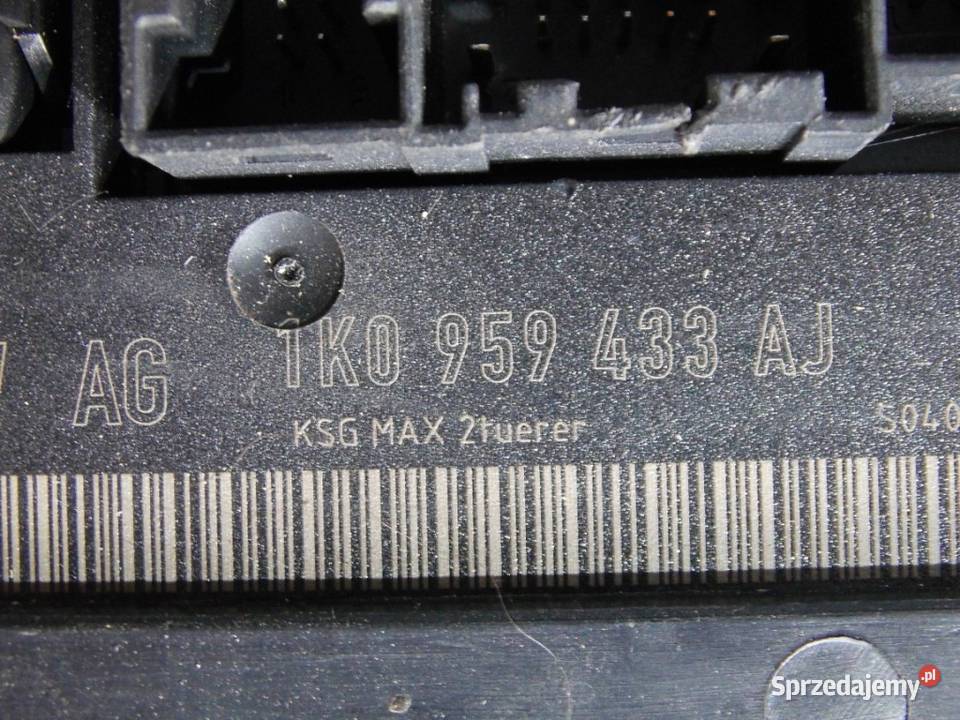 AG 1K0 959 433 AJ
KSG MAX 2tuerer
Sprzedajemy.pl